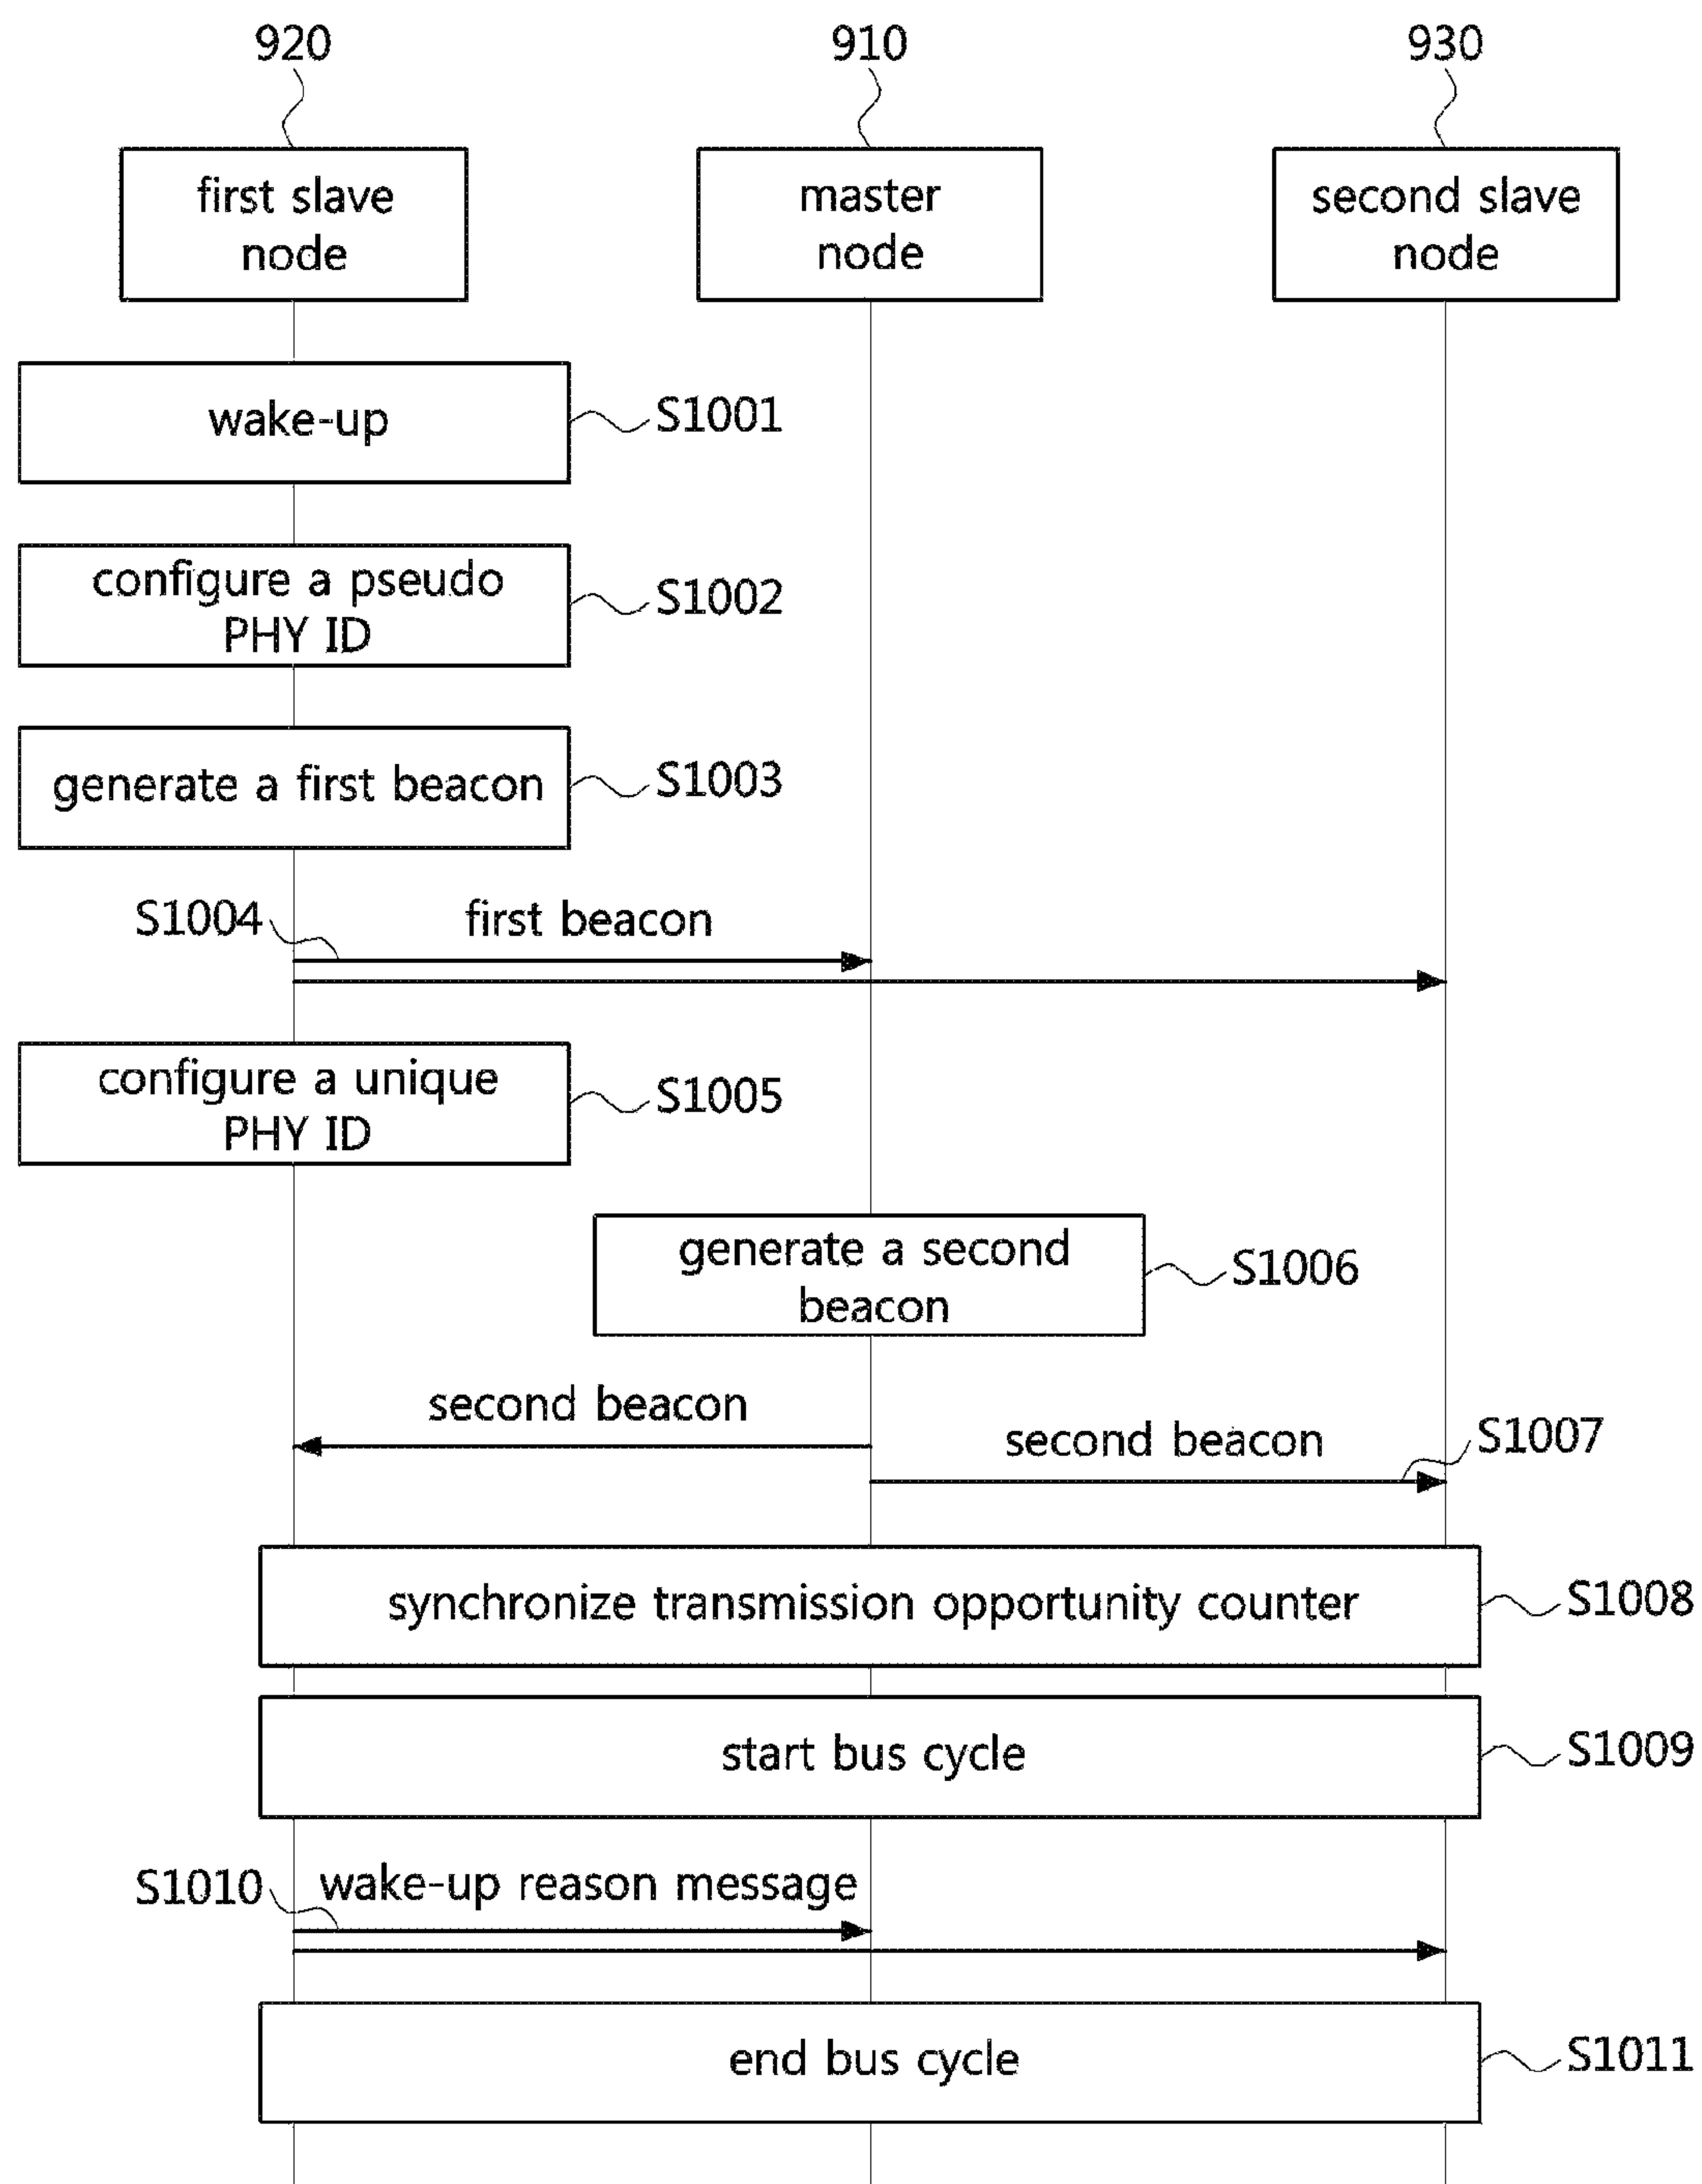 920
910
930
first slave
node
master
node
second slave
node
wake-up
S1001
configure a pseudo
PHY ID
S1002
generate a first beacon
S1003
S1004
first beacon
configure a unique
PHY ID
S1005
generate a second
beacon
S1006
second beacon
second beacon
S1007
synchronize transmission opportunity counter
S1008
start bus cycle
S1009
S1010
wake-up reason message
end bus cycle
S1011